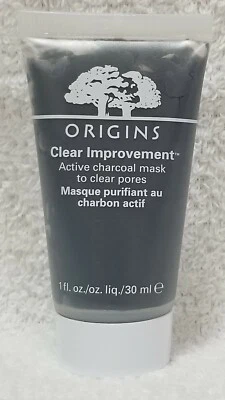 ORIGINS
Clear Improvement™
Active charcoal mask
to clear pores
Masque purifiant au
charbon actif
1 fl. oz./oz. liq./30 ml ℮